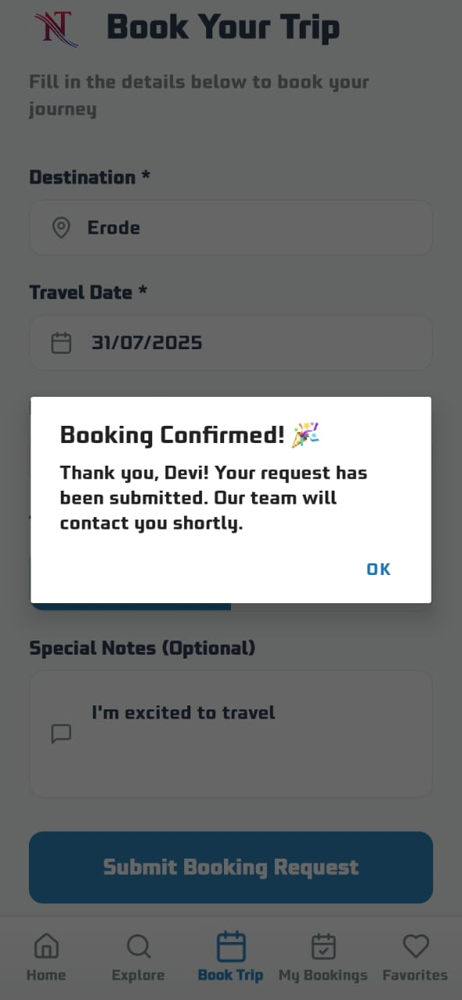 NT
Book Your Trip
Fill in the details below to book your
journey
Destination *
Erode
Travel Date *
31/07/2025
Booking Confirmed! 🎉
Thank you, Devi! Your request has
been submitted. Our team will
contact you shortly.
OK
Special Notes (Optional)
I'm excited to travel
Submit Booking Request
Home
Explore
Book Trip
My Bookings
Favorites